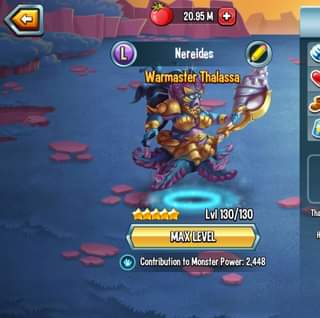 20.95 M
L
Nereides
Warmaster Thalassa
Lvl 130/130
MAX LEVEL
Contribution to Monster Power: 2,448